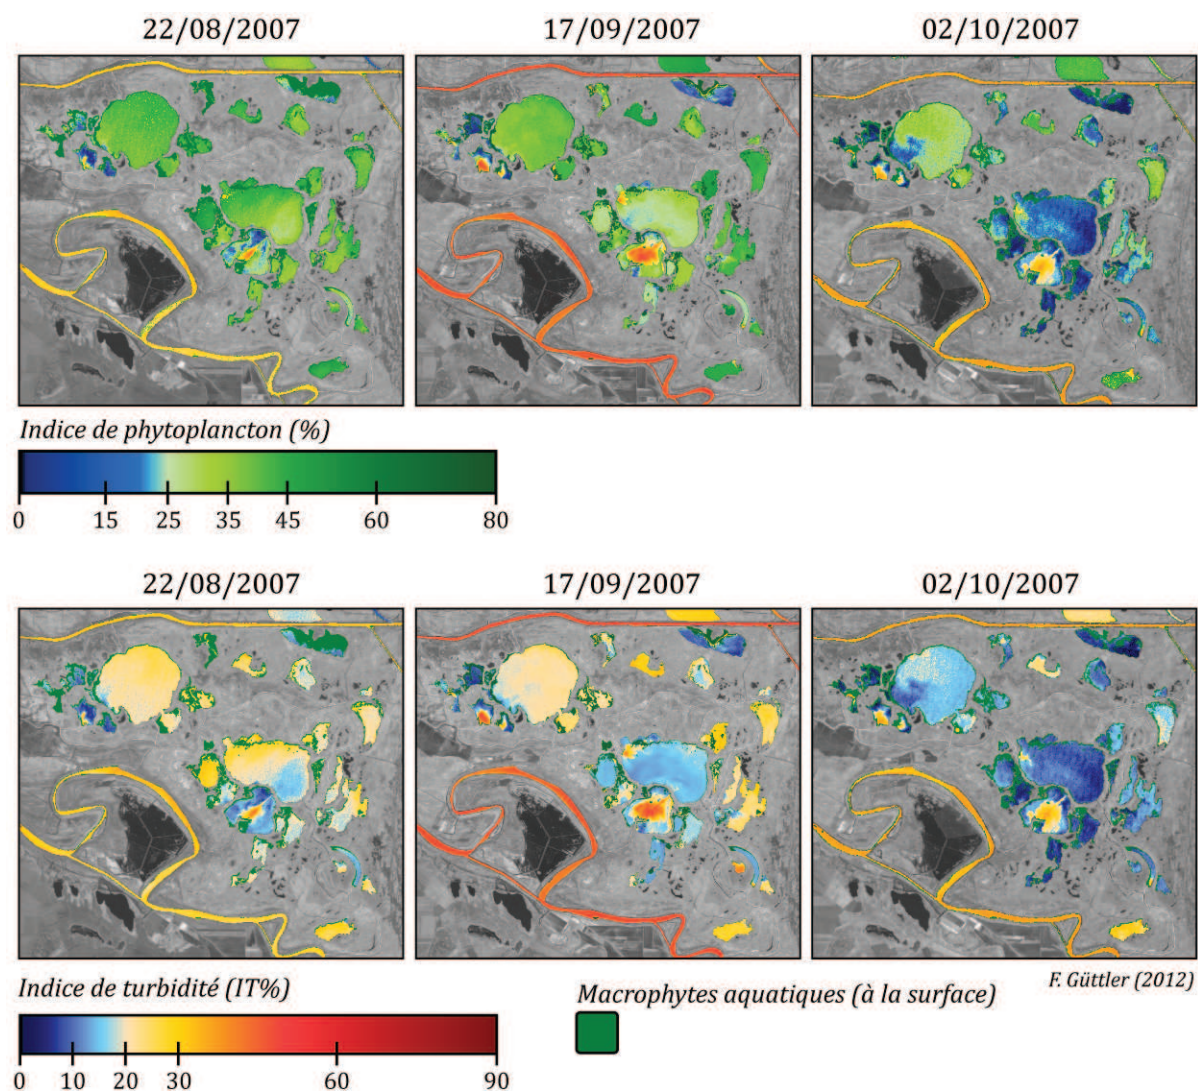 22/08/2007 17/09/2007 02/10/2007
Indice de phytoplancton (%)
0 15 25 35 45 60 80
22/08/2007 17/09/2007 02/10/2007
Indice de turbidité (IT%)
Macrophytes aquatiques (à la surface)
F. Güttler (2012)
0 10 20 30 60 90